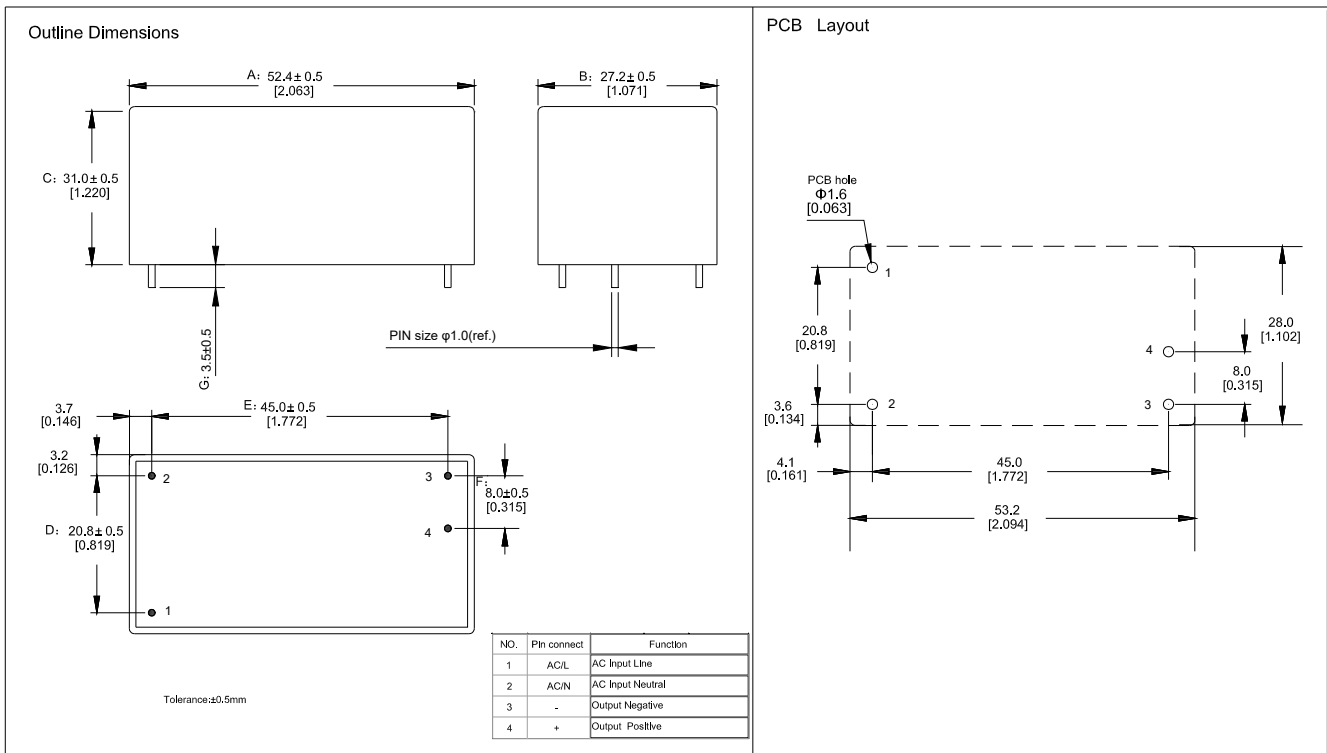 Outline Dimensions
A: 52.4±0.5
[2.063]
B: 27.2±0.5
[1.071]
C: 31.0±0.5
[1.220]
G: 3.5±0.5
PIN size φ1.0(ref.)
3.7
[0.146]
E: 45.0±0.5
[1.772]
3.2
[0.126]
2
3
F:
8.0±0.5
[0.315]
D: 20.8±0.5
[0.819]
4
1
Tolerance:±0.5mm
NO. Pin connect Function
1 AC/L AC Input Line
2 AC/N AC Input Neutral
3 - Output Negative
4 + Output Positive
PCB Layout
PCB hole
Φ1.6
[0.063]
1
20.8
[0.819]
28.0
[1.102]
4
8.0
[0.315]
2
3
3.6
[0.134]
4.1
[0.161]
45.0
[1.772]
53.2
[2.094]